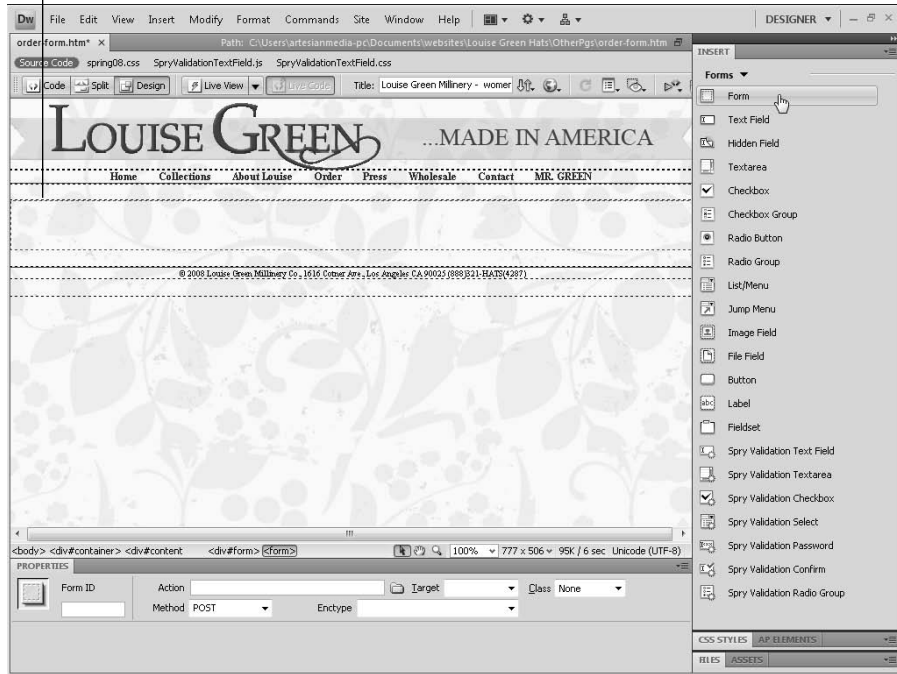 Dw File Edit View Insert Modify Format Commands Site Window Help DESIGNER
order-form.htm* × Path: C:\Users\artesianmedia-pc\Documents\websites\Louise Green Hats\OtherPgs\order-form.htm
Source Code spring08.css SpryValidationTextField.js SpryValidationTextField.css
Code Split Design Live View Live Code Title: Louise Green Millinery - womer
LOUISE GREEN ...MADE IN AMERICA
Home Collections About Louise Order Press Wholesale Contact MR. GREEN
© 2008 Louise Green Millinery Co., 1616 Cotner Ave., Los Angeles CA 90025 (888)321-HATS(4287)
<body> <div#container> <div#content <div#form> <form> 100% 777 x 506 95K / 6 sec Unicode (UTF-8)
PROPERTIES
Form ID Action Target Class None
Method POST Enctype
INSERT
Forms
Form
Text Field
Hidden Field
Textarea
Checkbox
Checkbox Group
Radio Button
Radio Group
List/Menu
Jump Menu
Image Field
File Field
Button
abc Label
Fieldset
Spry Validation Text Field
Spry Validation Textarea
Spry Validation Checkbox
Spry Validation Select
Spry Validation Password
Spry Validation Confirm
Spry Validation Radio Group
CSS STYLES AP ELEMENTS
FILES ASSETS